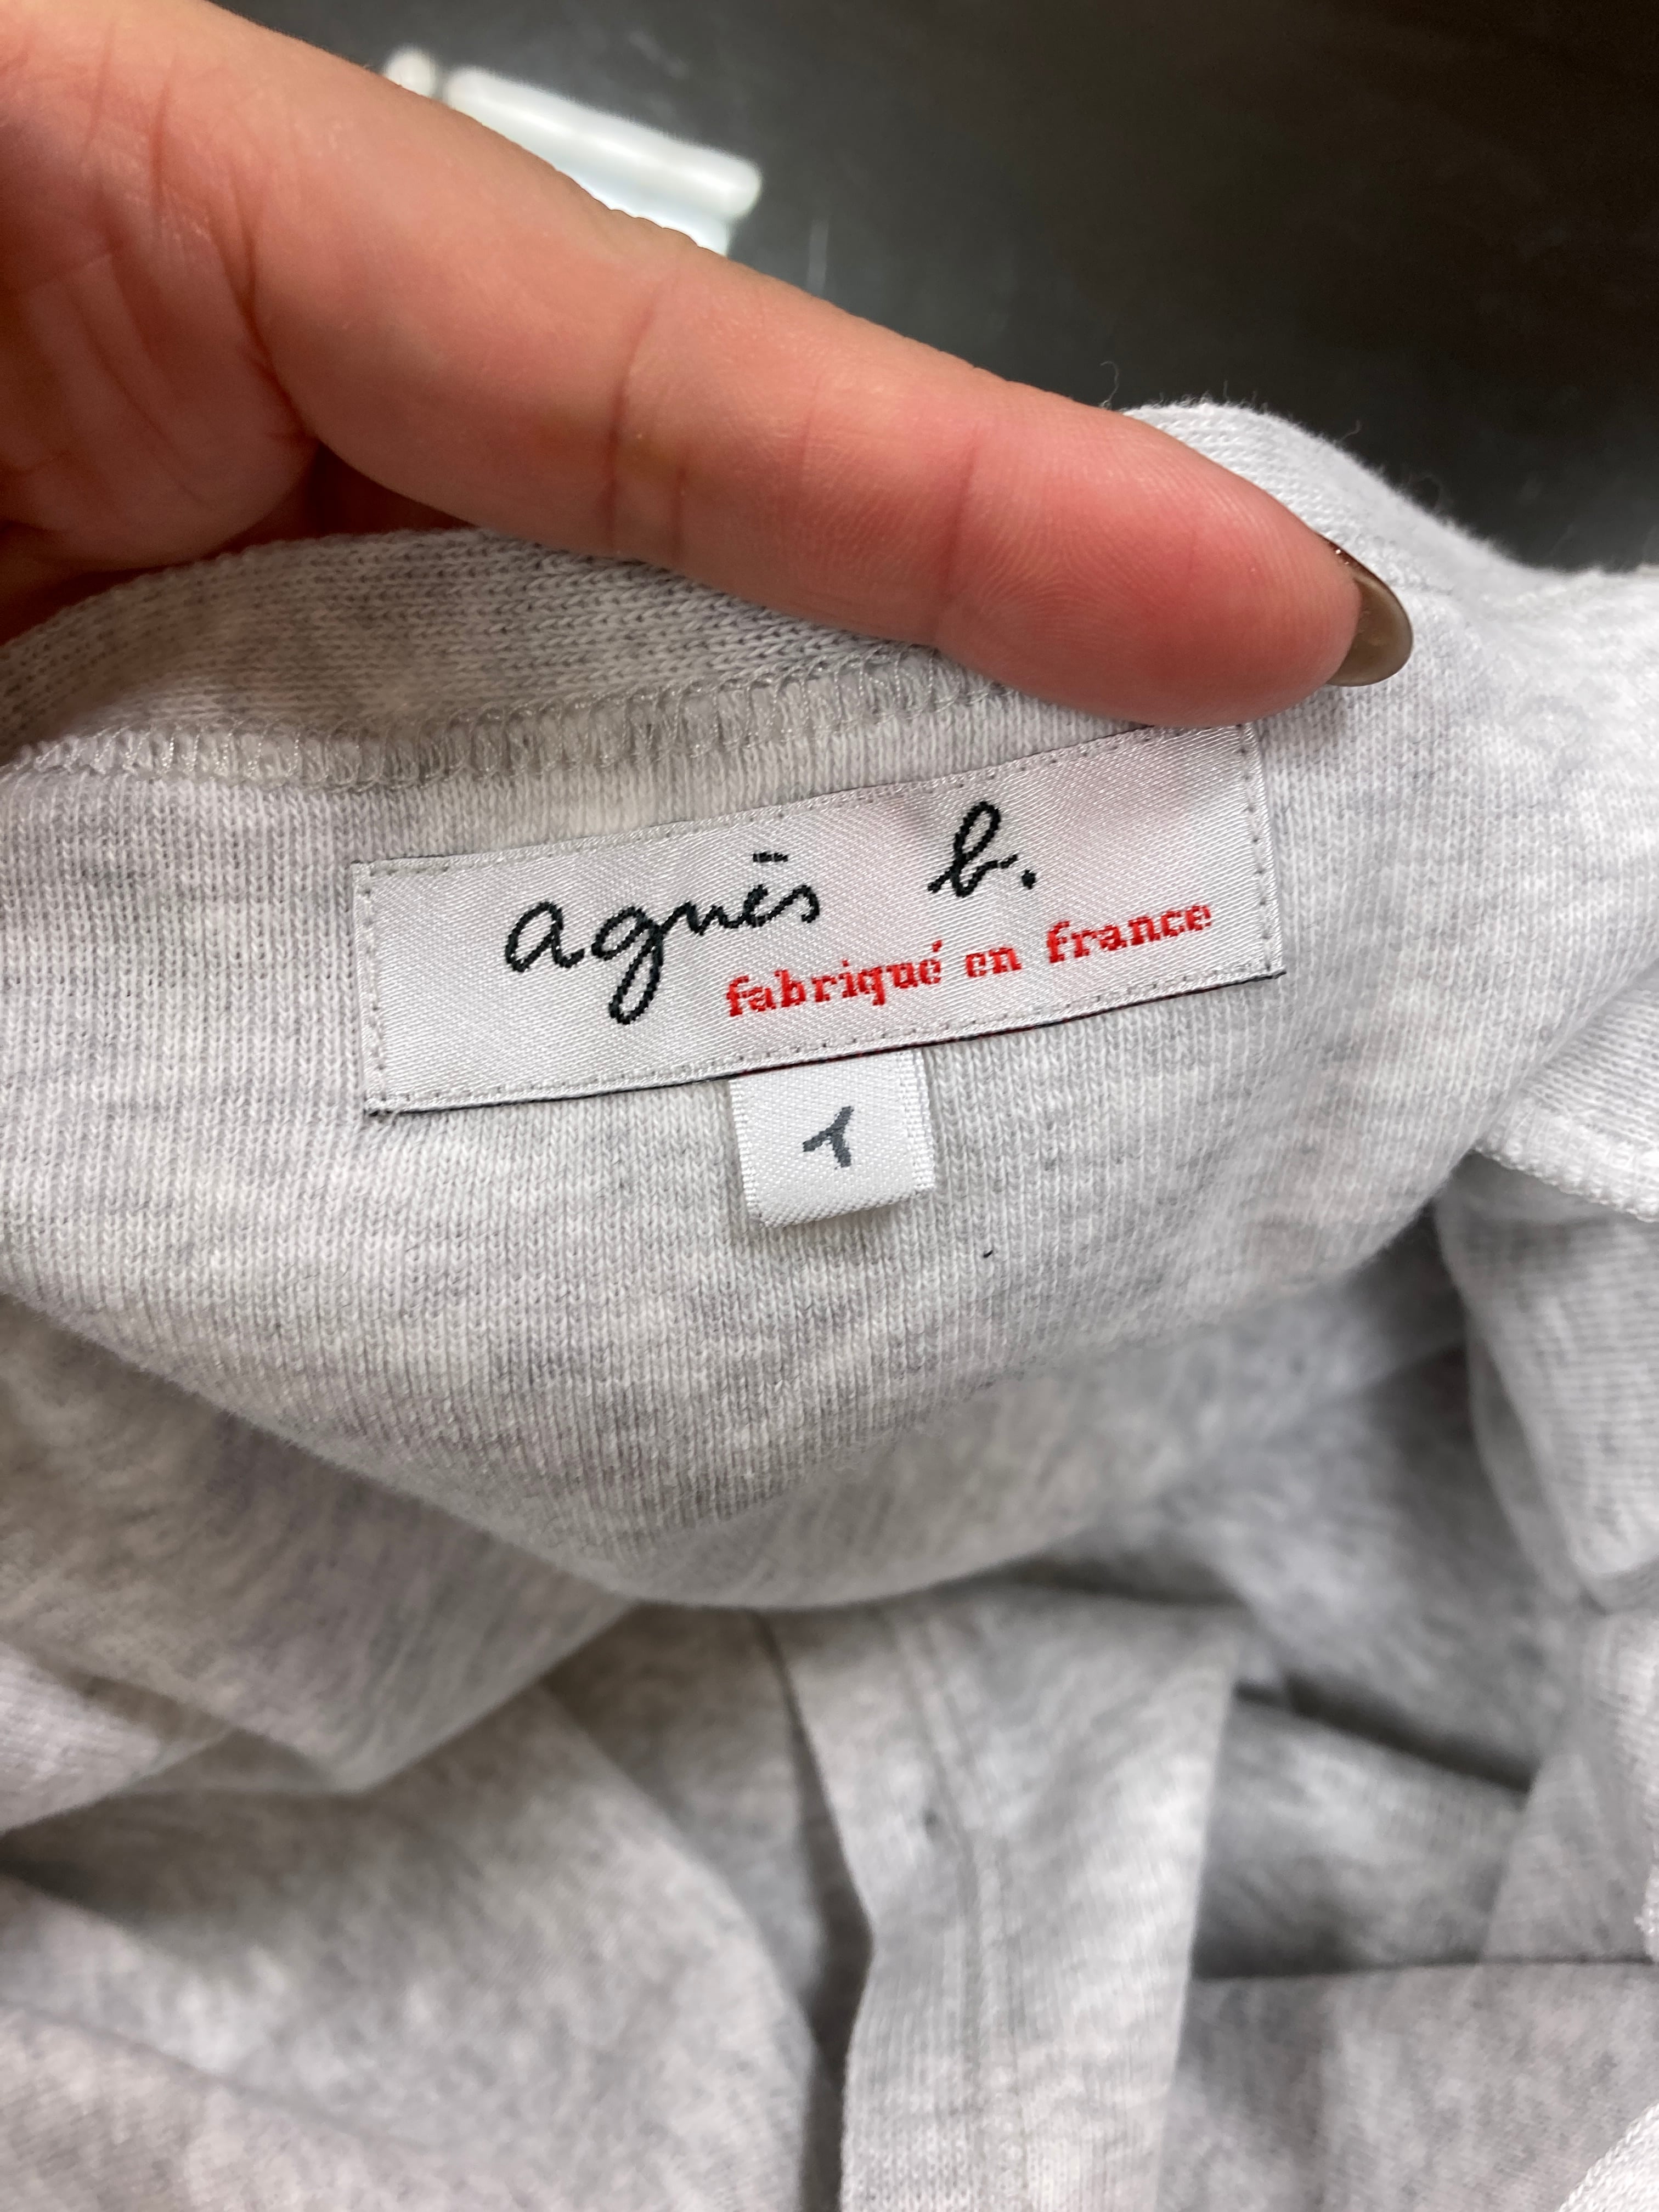 agnès b.
fabriqué en france
1